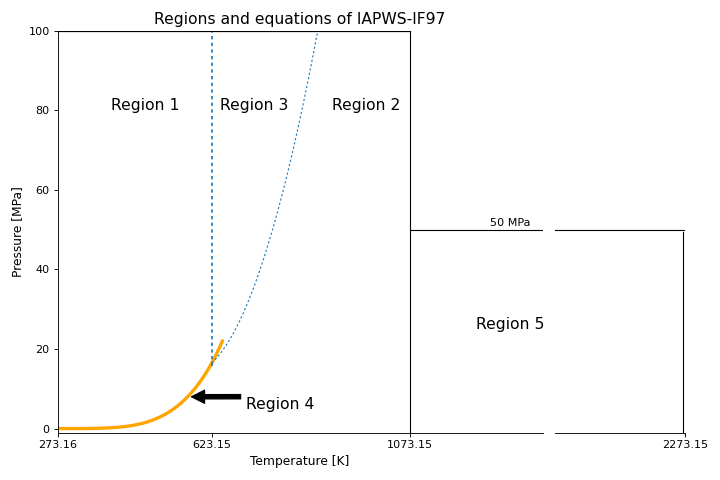 Regions and equations of IAPWS-IF97
100
80
60
40
20
0
Pressure [MPa]
Region 1
Region 3
Region 2
50 MPa
Region 5
Region 4
273.16
623.15
1073.15
2273.15
Temperature [K]